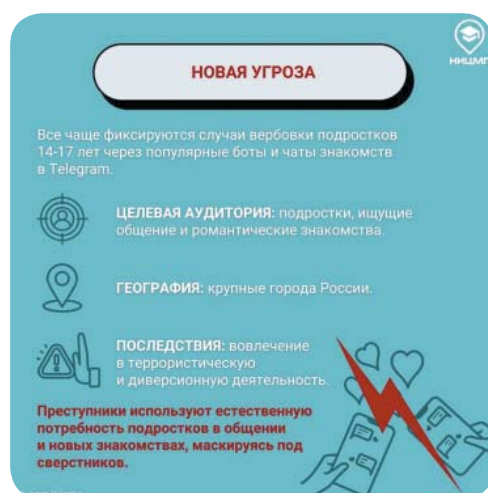 НИЦМП
НОВАЯ УГРОЗА
Все чаще фиксируются случаи вербовки подростков
14-17 лет через популярные боты и чаты знакомств
в Telegram.
ЦЕЛЕВАЯ АУДИТОРИЯ: подростки, ищущие
общение и романтические знакомства.
ГЕОГРАФИЯ: крупные города России.
ПОСЛЕДСТВИЯ: вовлечение
в террористическую
и диверсионную деятельность.
Преступники используют естественную
потребность подростков в общении
и новых знакомствах, маскируясь под
сверстников.